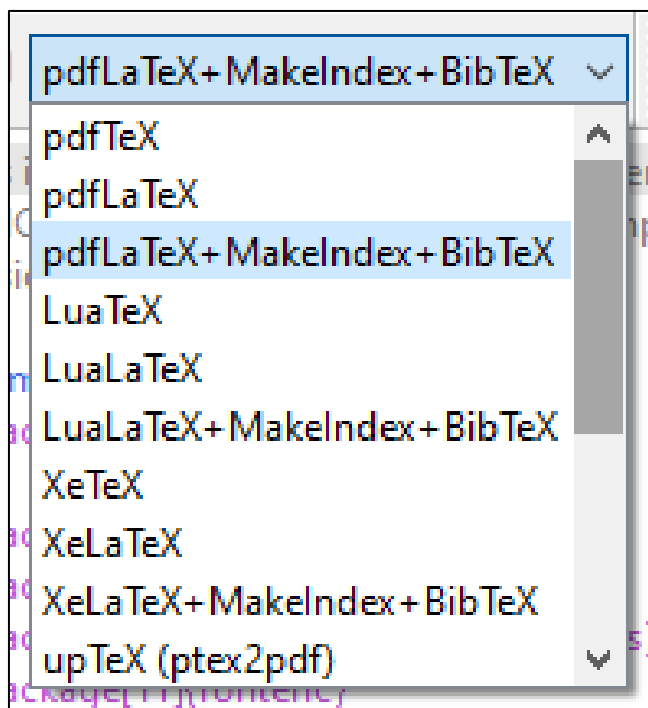 pdfLaTeX+MakeIndex+BibTeX
pdfTeX
pdfLaTeX
pdfLaTeX+MakeIndex+BibTeX
LuaTeX
LuaLaTeX
LuaLaTeX+MakeIndex+BibTeX
XeTeX
XeLaTeX
XeLaTeX+MakeIndex+BibTeX
upTeX (ptex2pdf)